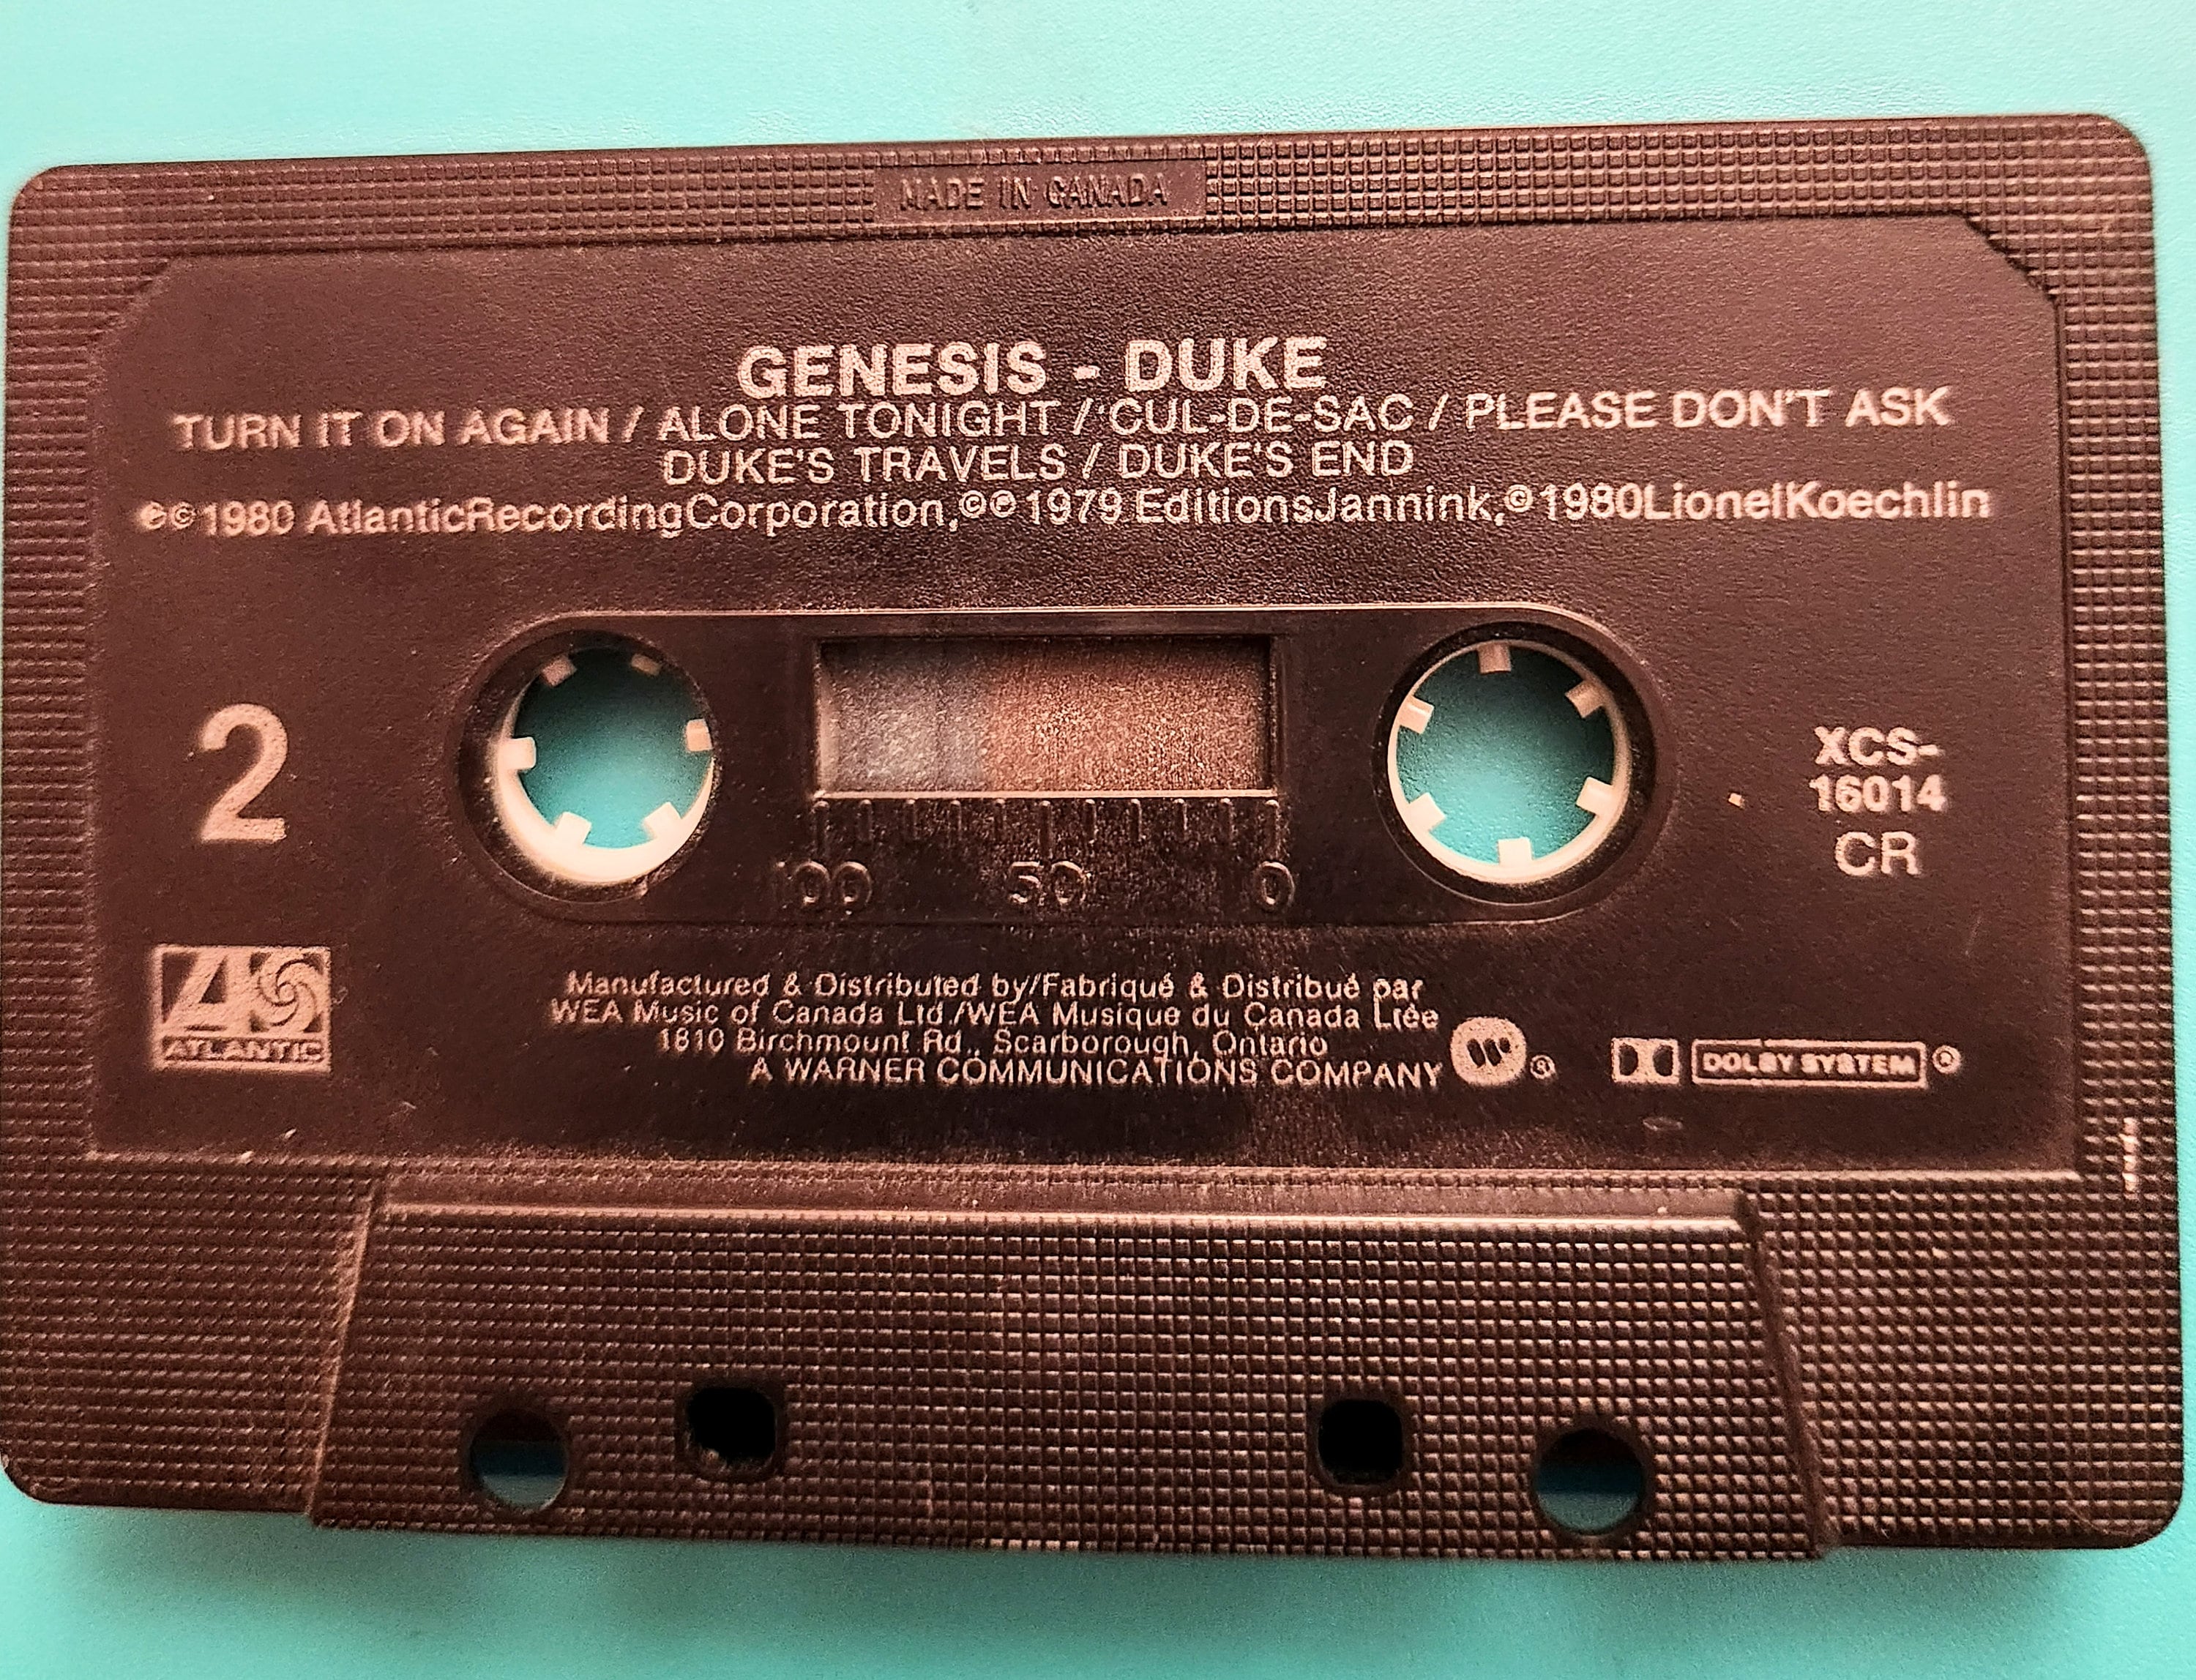 MADE IN CANADA
GENESIS - DUKE
TURN IT ON AGAIN / ALONE TONIGHT / CUL-DE-SAC / PLEASE DON'T ASK
DUKE'S TRAVELS / DUKE'S END
℗©1980 AtlanticRecordingCorporation,©℗1979 EditionsJannink,©1980LionelKoechlin
2
XCS-
16014
CR
100 50 0
ATLANTIC
Manufactured & Distributed by/Fabriqué & Distribué par
WEA Music of Canada Ltd./WEA Musique du Canada Ltée
1810 Birchmount Rd., Scarborough, Ontario
A WARNER COMMUNICATIONS COMPANY ®
DOLBY SYSTEM ®